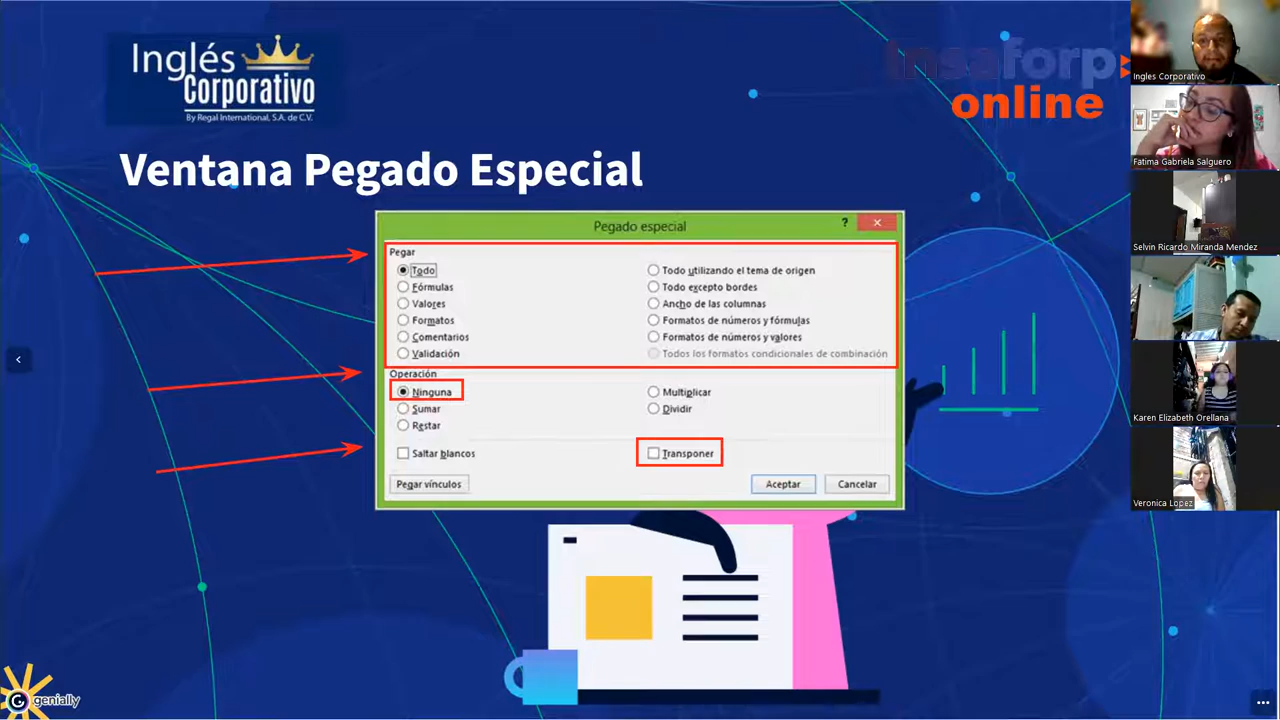 Inglés
Corporativo
By Regal International, S.A. de C.V.
Insaforp
online
Ventana Pegado Especial
Pegado especial
?
Pegar
Todo
Fórmulas
Valores
Formatos
Comentarios
Validación
Todo utilizando el tema de origen
Todo excepto bordes
Ancho de las columnas
Formatos de números y fórmulas
Formatos de números y valores
Todos los formatos condicionales de combinación
Operación
Ninguna
Sumar
Restar
Multiplicar
Dividir
Saltar blancos
Transponer
Pegar vínculos
Aceptar
Cancelar
Ingles Corporativo
Fatima Gabriela Salguero
Selvin Ricardo Miranda Mendez
Karen Elizabeth Orellana
Veronica Lopez
genially